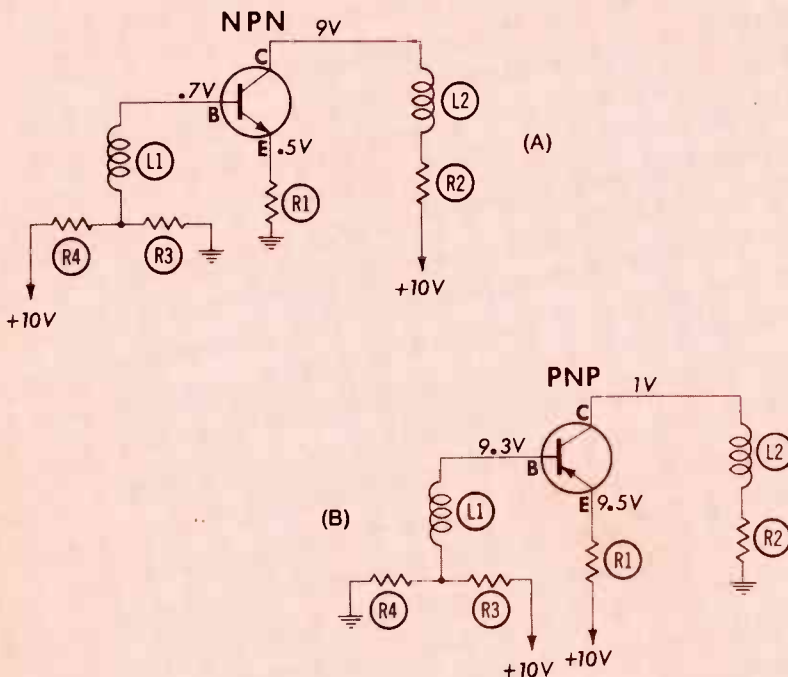 NPN
9V
C
.7V
B
L2
(A)
E .5V
L1
R1
R2
R4
R3
+10V
+10V
PNP
1V
C
9.3V
B
L2
(B)
E 9.5V
L1
R1
R2
R4
R3
+10V
+10V